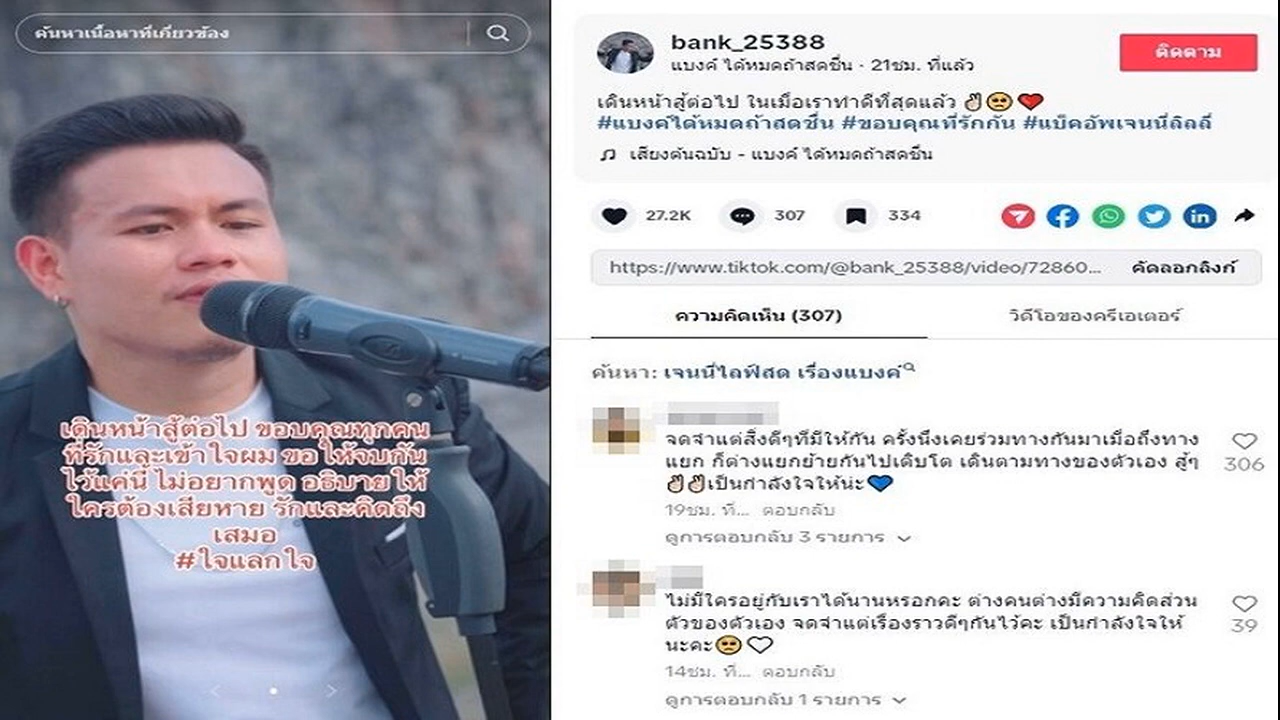 ค้นหาเนื้อหาที่เกี่ยวข้อง
เดินหน้าสู้ต่อไป ขอบคุณทุกคน
ที่รักและเข้าใจผม ขอให้จบกัน
ไว้แค่นี้ ไม่อยากพูด อธิบายให้
ใครต้องเสียหาย รักและคิดถึง
เสมอ
#ใจแลกใจ
bank_25388
แบงค์ ได้หมดถ้าสดชื่น · 21ชม. ที่แล้ว
ติดตาม
เดินหน้าสู้ต่อไป ในเมื่อเราทำดีที่สุดแล้ว ✌🏻🥺❤️
#แบงค์ได้หมดถ้าสดชื่น #ขอบคุณที่รักกัน #แบ็คอัพเจนนี่ลิลลี่
เสียงต้นฉบับ - แบงค์ ได้หมดถ้าสดชื่น
27.2K 307 334
https://www.tiktok.com/@bank_25388/video/72860... คัดลอกลิงก์
ความคิดเห็น (307) วิดีโอของครีเอเตอร์
ค้นหา: เจนนี่ไลฟ์สด เรื่องแบงค์
จดจำแต่สิ่งดีๆที่มีให้กัน ครั้งนึงเคยร่วมทางกันมาเมื่อถึงทาง
แยก ก็ต่างแยกย้ายกันไปเติบโต เดินตามทางของตัวเอง สู้ๆ
✌🏻✌🏻เป็นกำลังใจให้น่ะ💙
306
19ชม. ที่... ตอบกลับ
ดูการตอบกลับ 3 รายการ
ไม่มีใครอยู่กับเราได้นานหรอกคะ ต่างคนต่างมีความคิดส่วน
ตัวของตัวเอง จดจำแต่เรื่องราวดีๆกันไว้คะ เป็นกำลังใจให้
นะคะ🥺🤍
39
14ชม. ที่... ตอบกลับ
ดูการตอบกลับ 1 รายการ